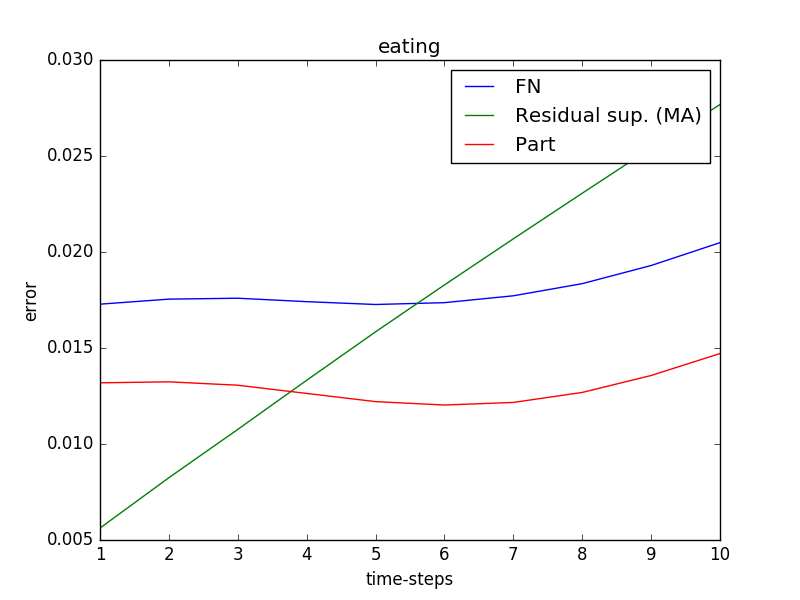 eating
0.030
0.025
0.020
0.015
0.010
0.005
error
FN
Residual sup. (MA)
Part
1 2 3 4 5 6 7 8 9 10
time-steps